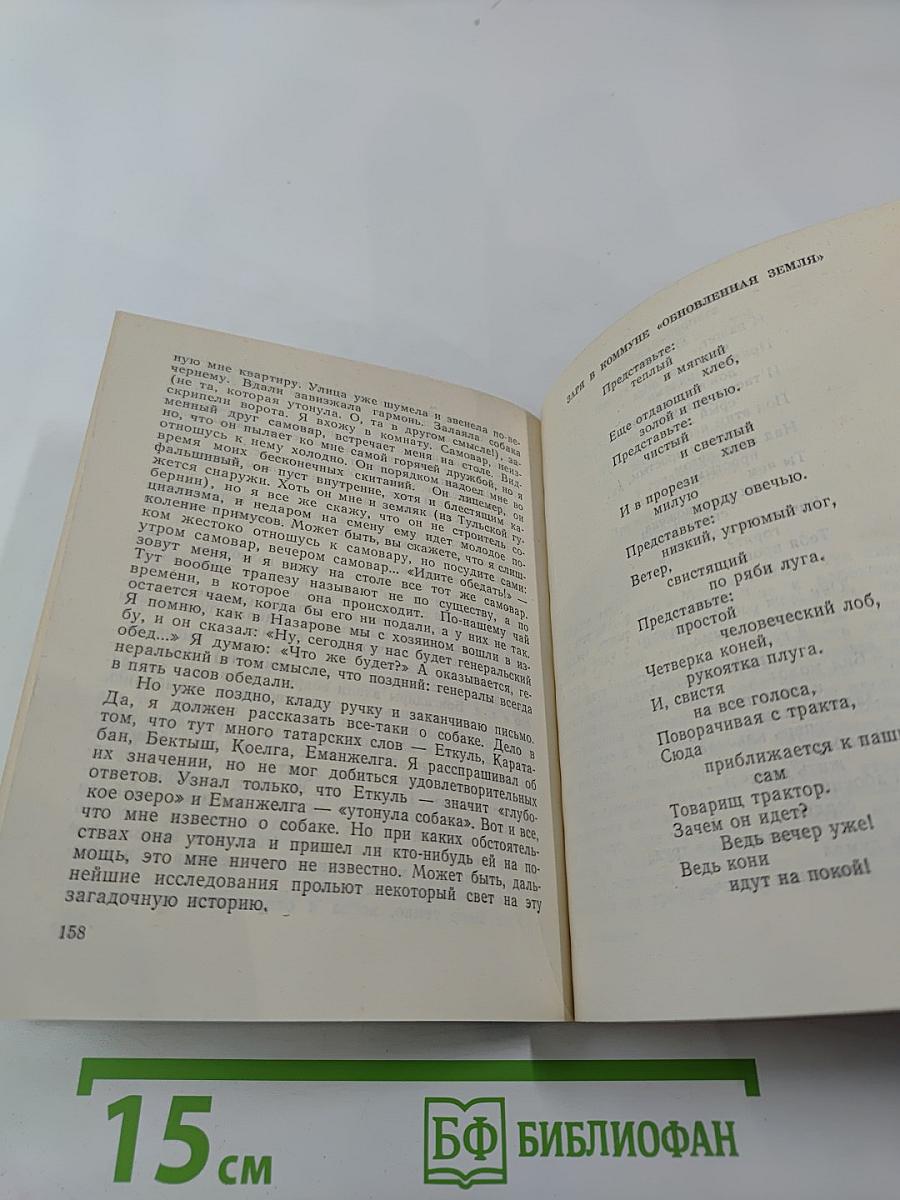 ную мне квартиру. Улица уже шумела и звенела по-ве-
чернему. Вдали завизжала гармонь. Залаяла собака
(не та, которая утонула. О, та в другом смысле!), за-
скрипели ворота. Я вхожу в комнату. Самовар, неиз-
менный друг самовар, встречает меня на столе. Вид-
но, что он пылает ко мне самой горячей дружбой, но я
отношусь к нему холодно. Он порядком надоел мне во
время моих бесконечных скитаний. Он лицемер, он
фальшивый, он пуст внутренне, хотя и блестящим ка-
жется снаружи. Хоть он мне и земляк (из Тульской гу-
бернии), но я все же скажу, что он не строитель со-
циализма, и недаром на смену ему идет молодое по-
коление примусов. Может быть, вы скажете, что я слиш-
ком жестоко отношусь к самовару, но посудите сами:
утром самовар, вечером самовар... «Идите обедать!» —
зовут меня, и я вижу на столе все тот же самовар.
Тут вообще трапезу называют не по существу, а по
времени, в которое она происходит. По-нашему чай
остается чаем, когда бы его ни подали, а у них не так.
Я помню, как в Назарове мы с хозяином вошли в из-
бу, и он сказал: «Ну, сегодня у нас будет генеральский
обед...» Я думаю: «Что же будет?» А оказывается, ге-
неральский в том смысле, что поздний: генералы всегда
в пять часов обедали.
Но уже поздно, кладу ручку и заканчиваю письмо.
Да, я должен рассказать все-таки о собаке. Дело в
том, что тут много татарских слов — Еткуль, Карата-
бан, Бектыш, Коелга, Еманжелга. Я расспрашивал об
их значении, но не мог добиться удовлетворительных
ответов. Узнал только, что Еткуль — значит «глубо-
кое озеро» и Еманжелга — «утонула собака». Вот и все,
что мне известно о собаке. Но при каких обстоятель-
ствах она утонула и пришел ли кто-нибудь ей на по-
мощь, это мне ничего не известно. Может быть, даль-
нейшие исследования прольют некоторый свет на эту
загадочную историю.
158
ЗАРИ В КОММУНЕ «ОБНОВЛЕННАЯ ЗЕМЛЯ»
Представьте:
теплый
и мягкий
хлеб,
Еще отдающий
золой и печью.
Представьте:
чистый
и светлый
хлев
И в прорези
милую
морду овечью.
Представьте:
низкий, угрюмый лог,
Ветер,
свистящий
по ряби луга.
Представьте:
простой
человеческий лоб,
Четверка коней,
рукоятка плуга.
И, свистя
на все голоса,
Поворачивая с тракта,
Сюда
приближается к
сам
Товарищ трактор.
Зачем он идет?
Ведь вечер уже!
Ведь кони
идут на покой!
15 см
БФ БИБЛИОФАН